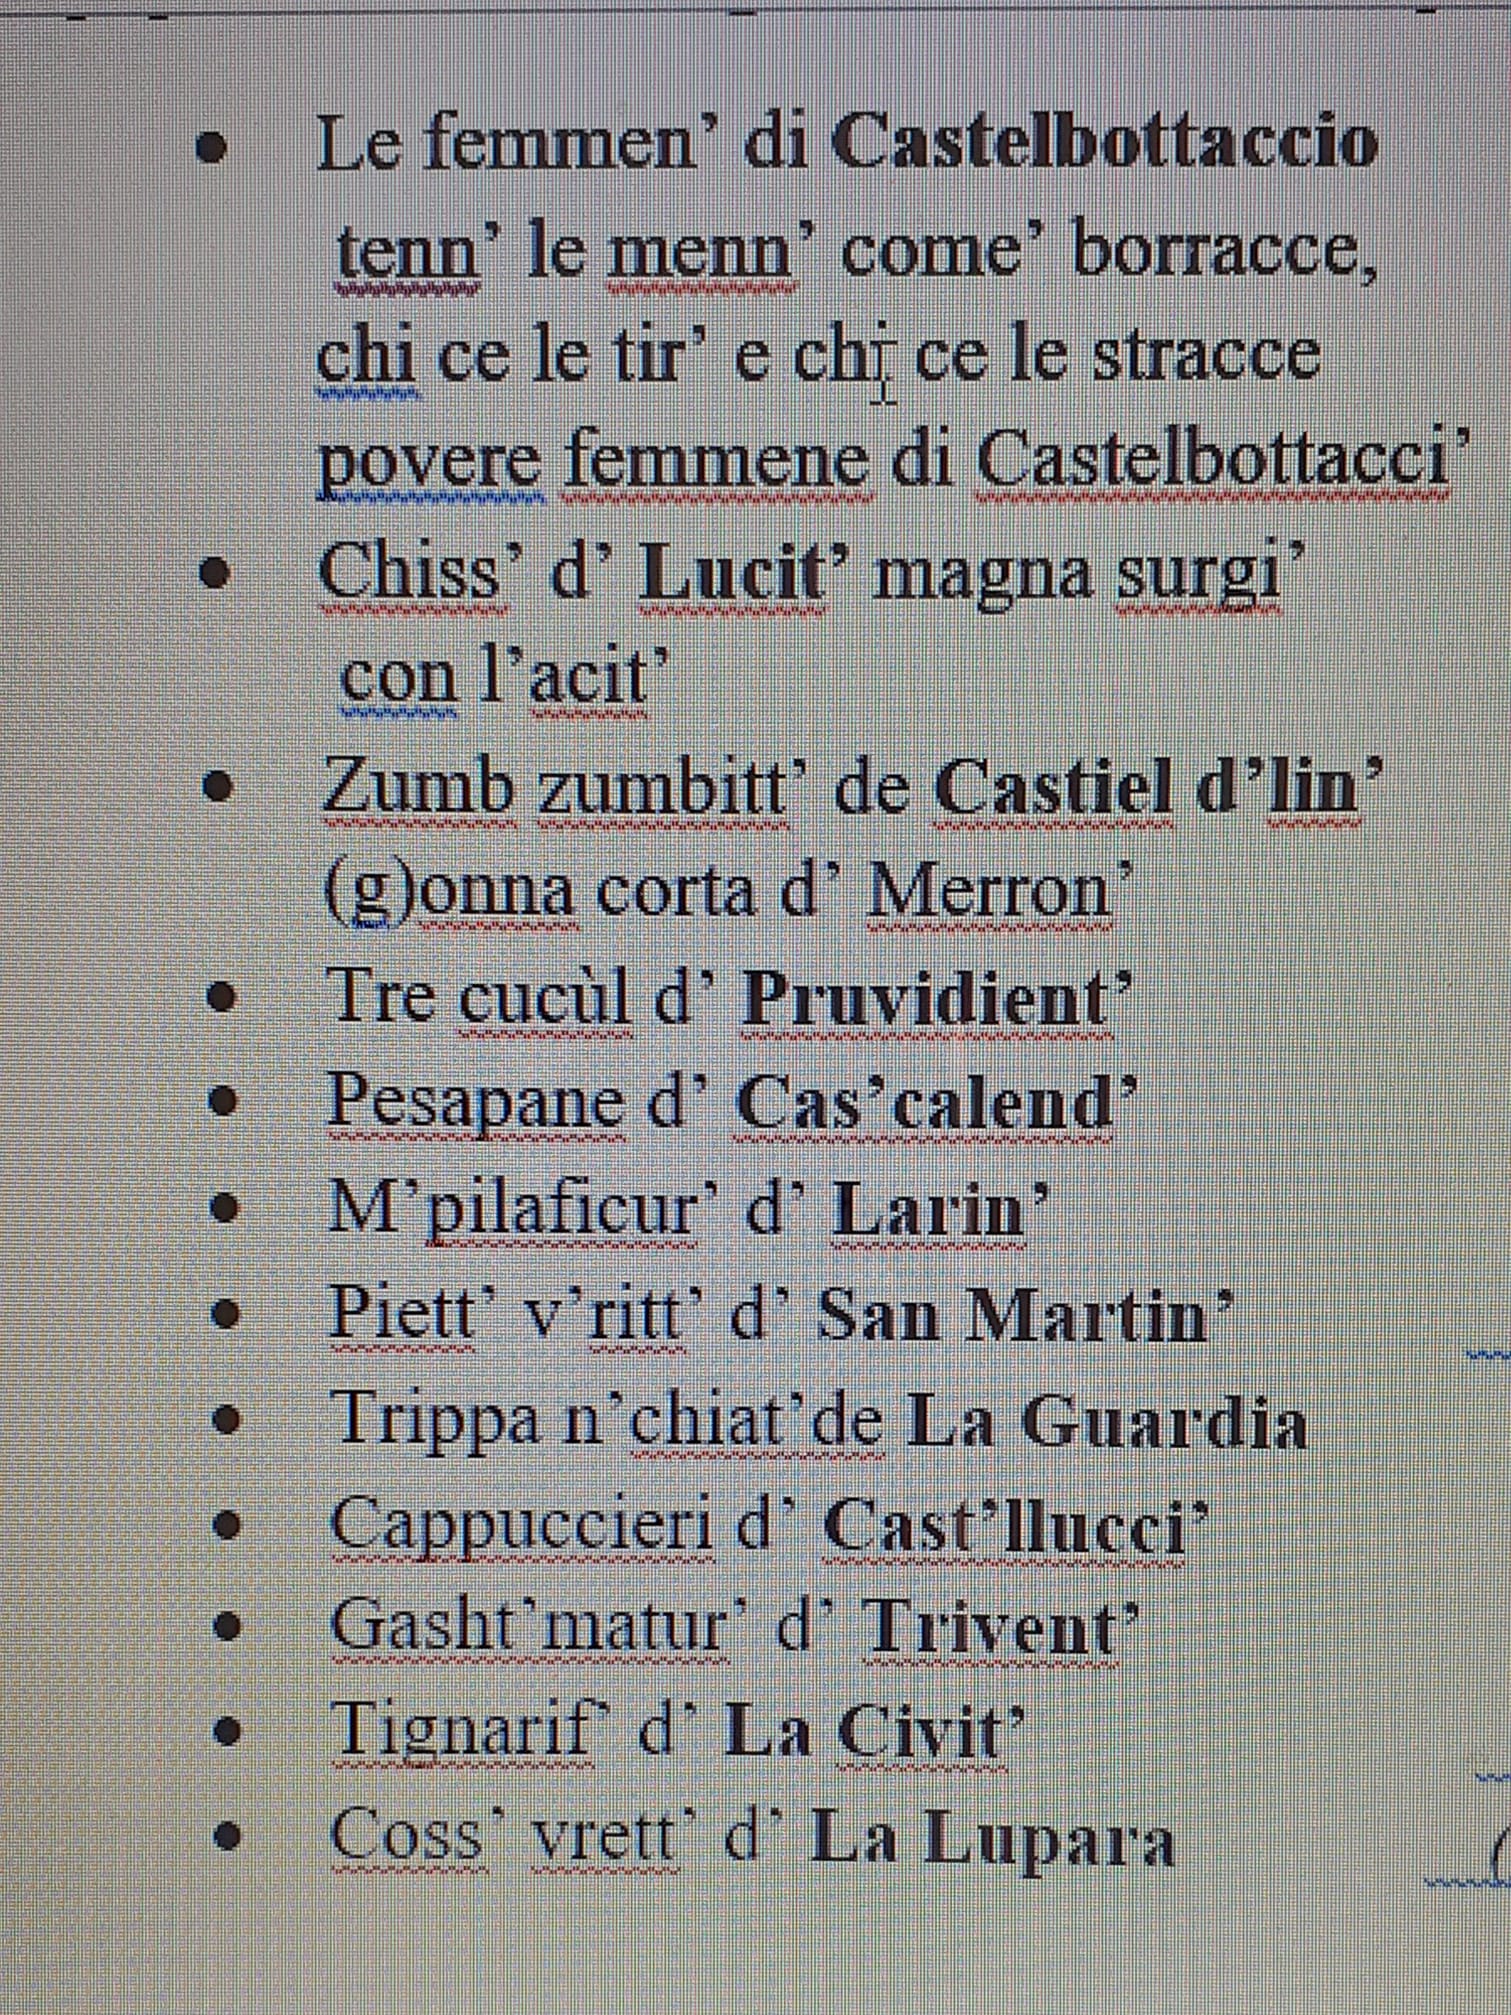 • Le femmen’ di Castelbottaccio
tenn’ le menn’ come’ borracce,
chi ce le tir’ e chi ce le stracce
povere femmene di Castelbottacci’
• Chiss’ d’ Lucit’ magna surgi’
con l’acit’
• Zumb zumbitt’ de Castiel d’lin’
(g)onna corta d’ Merron’
• Tre cucùl d’ Pruvidient’
• Pesapane d’ Cas’calend’
• M’pilaficur’ d’ Larin’
• Piett’ v’ritt’ d’ San Martin’
• Trippa n’chiat’de La Guardia
• Cappuccieri d’ Cast’llucci’
• Gasht’matur’ d’ Trivent’
• Tignarif’ d’ La Civit’
• Coss’ vrett’ d’ La Lupara